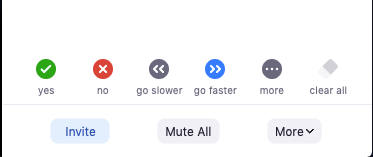 yes no go slower go faster more clear all
Invite Mute All More